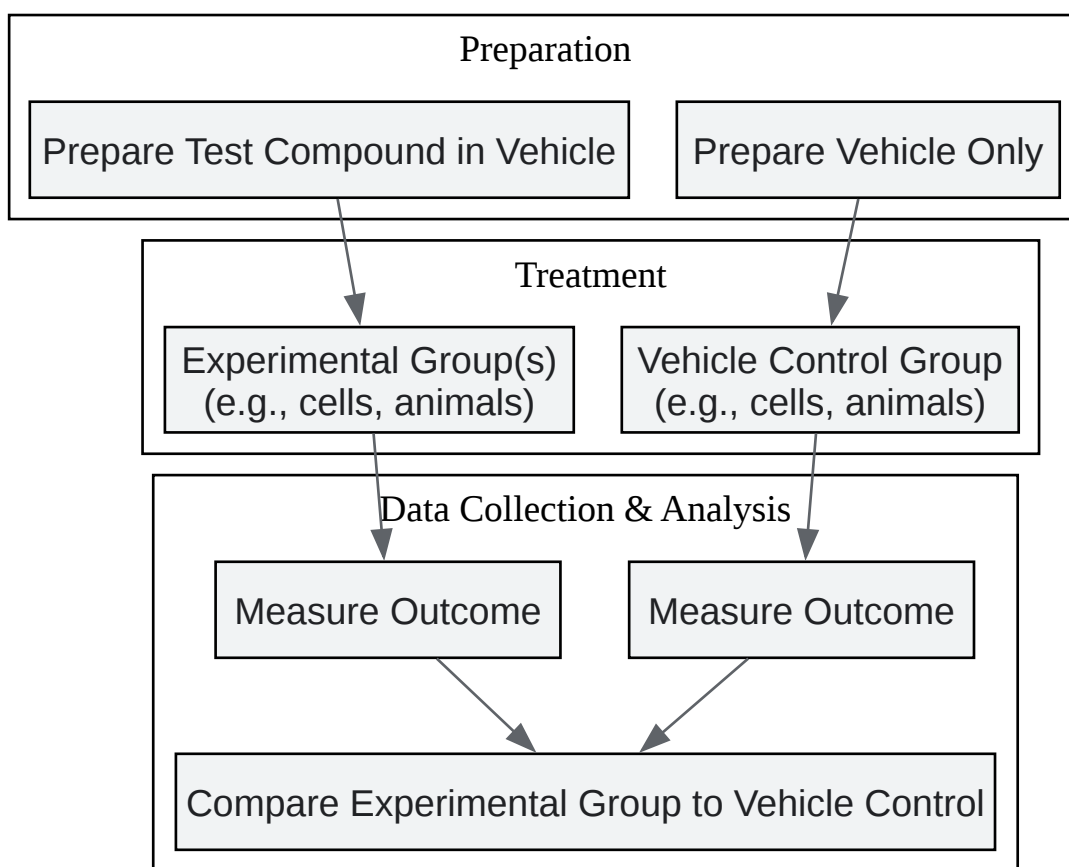 Preparation
Prepare Test Compound in Vehicle
Prepare Vehicle Only
Treatment
Experimental Group(s)
(e.g., cells, animals)
Vehicle Control Group
(e.g., cells, animals)
Data Collection & Analysis
Measure Outcome
Measure Outcome
Compare Experimental Group to Vehicle Control